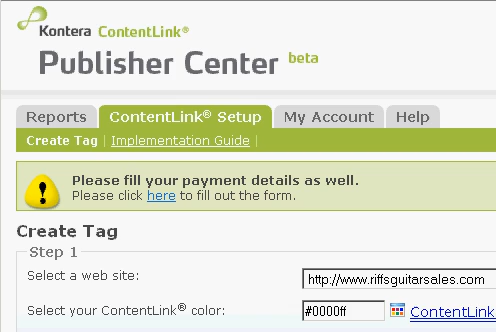 Kontera ContentLink®
Publisher Center beta
Reports ContentLink® Setup My Account Help
Create Tag | Implementation Guide |
Please fill your payment details as well.
Please click here to fill out the form.
Create Tag
Step 1
Select a web site: http://www.riffsguitarsales.com
Select your ContentLink® color: #0000ff ContentLink